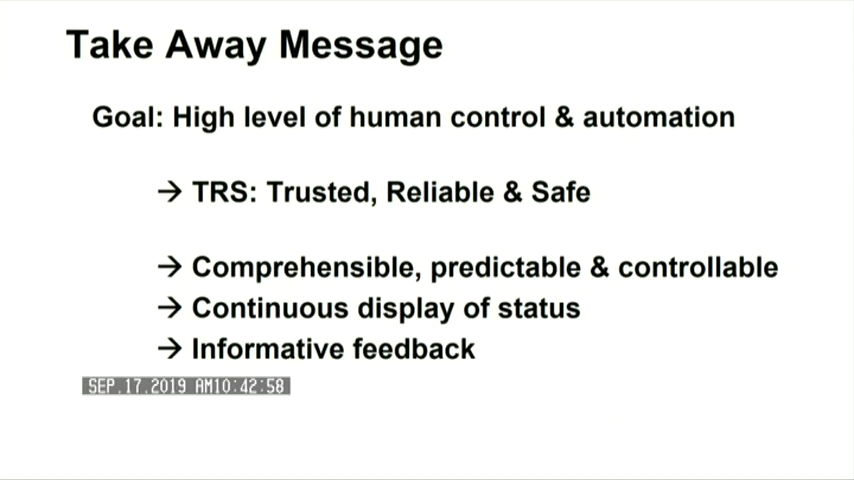 Take Away Message
Goal: High level of human control & automation
→ TRS: Trusted, Reliable & Safe
→ Comprehensible, predictable & controllable
→ Continuous display of status
→ Informative feedback
SEP.17.2019 AM10:42:58